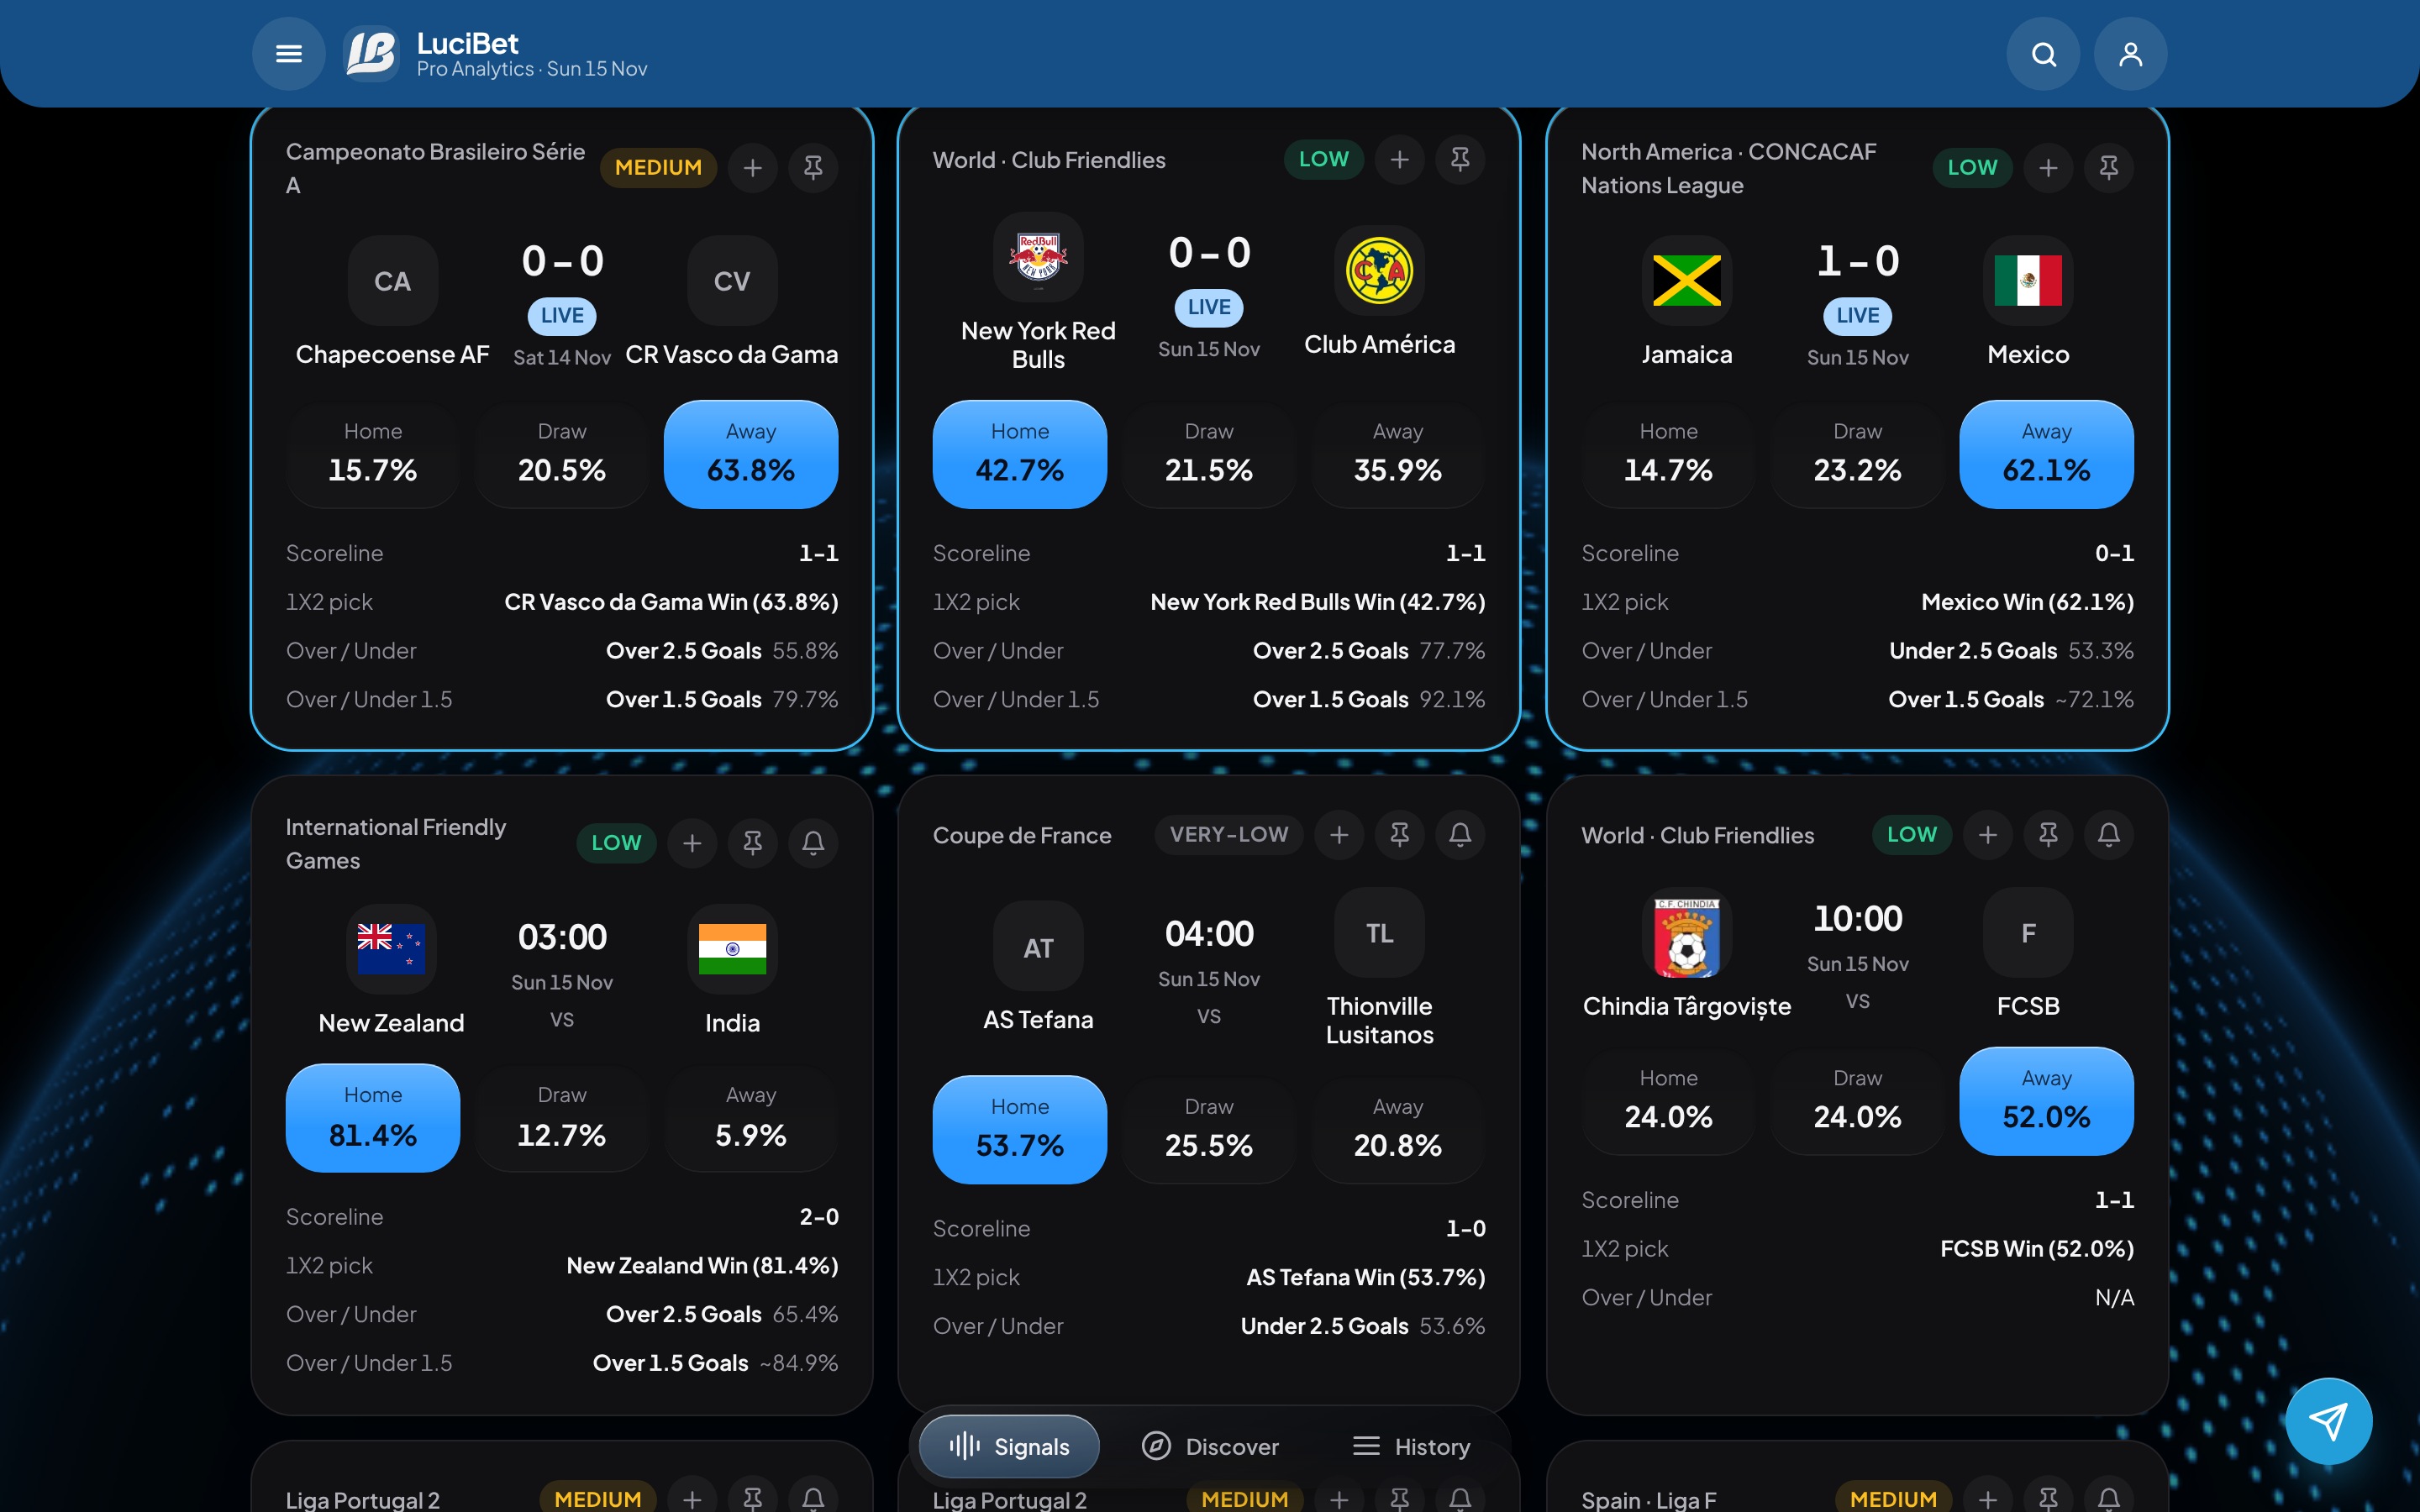 LuciBet
Pro Analytics · Sun 15 Nov
Campeonato Brasileiro Série
A
MEDIUM
CA
0-0
CV
LIVE
Chapecoense AF
Sat 14 Nov
CR Vasco da Gama
Home
Draw
Away
15.7%
20.5%
63.8%
Scoreline
1-1
1X2 pick
CR Vasco da Gama Win (63.8%)
Over / Under
Over 2.5 Goals 55.8%
Over / Under 1.5
Over 1.5 Goals 79.7%
World · Club Friendlies
LOW
RedBull
NEW YORK
0-0
CA
LIVE
New York Red
Bulls
Sun 15 Nov
Club América
Home
Draw
Away
42.7%
21.5%
35.9%
Scoreline
1-1
1X2 pick
New York Red Bulls Win (42.7%)
Over / Under
Over 2.5 Goals 77.7%
Over / Under 1.5
Over 1.5 Goals 92.1%
North America · CONCACAF
Nations League
LOW
1-0
LIVE
Jamaica
Sun 15 Nov
Mexico
Home
Draw
Away
14.7%
23.2%
62.1%
Scoreline
0-1
1X2 pick
Mexico Win (62.1%)
Over / Under
Under 2.5 Goals 53.3%
Over / Under 1.5
Over 1.5 Goals ~72.1%
International Friendly
Games
LOW
03:00
Sun 15 Nov
VS
New Zealand
India
Home
Draw
Away
81.4%
12.7%
5.9%
Scoreline
2-0
1X2 pick
New Zealand Win (81.4%)
Over / Under
Over 2.5 Goals 65.4%
Over / Under 1.5
Over 1.5 Goals ~84.9%
Coupe de France
VERY-LOW
AT
04:00
TL
Sun 15 Nov
VS
AS Tefana
Thionville
Lusitanos
Home
Draw
Away
53.7%
25.5%
20.8%
Scoreline
1-0
1X2 pick
AS Tefana Win (53.7%)
Over / Under
Under 2.5 Goals 53.6%
World · Club Friendlies
LOW
C.F. CHINDIA
10:00
F
Sun 15 Nov
VS
Chindia Târgoviște
FCSB
Home
Draw
Away
24.0%
24.0%
52.0%
Scoreline
1-1
1X2 pick
FCSB Win (52.0%)
Over / Under
N/A
Signals
Discover
History
Liga Portugal 2
MEDIUM
Liga Portugal 2
MEDIUM
Spain · Liga F
MEDIUM